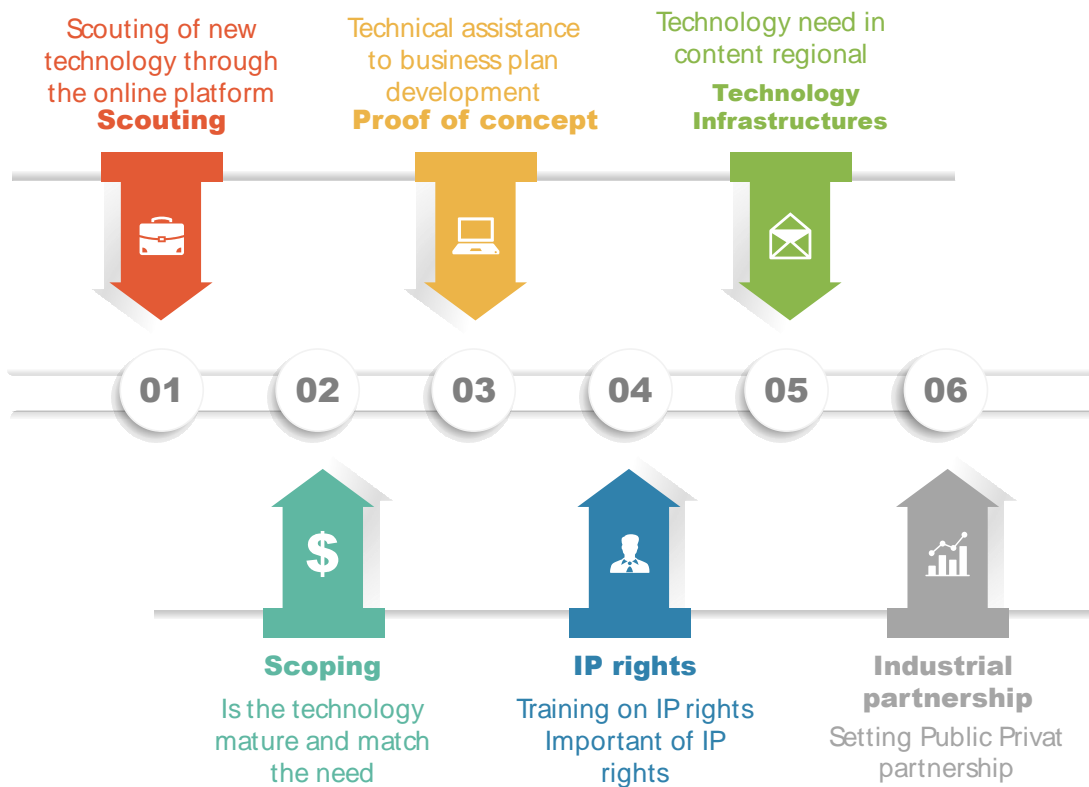 Scouting of new
technology through
the online platform
Scouting
Technical assistance
to business plan
development
Proof of concept
Technology need in
content regional
Technology
Infrastructures
01
02
03
04
05
06
$
Scoping
Is the technology
mature and match
the need
IP rights
Training on IP rights
Important of IP
rights
Industrial
partnership
Setting Public Privat
partnership